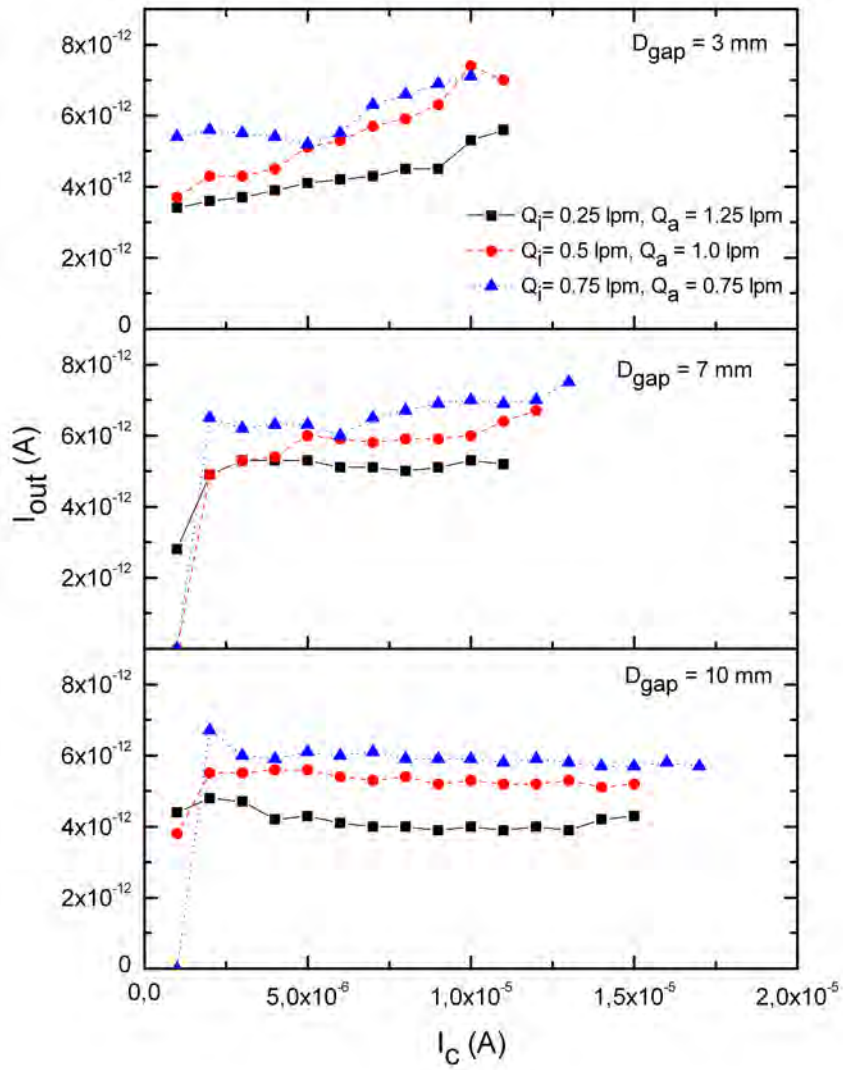 8x10⁻¹²
D_gap = 3 mm
6x10⁻¹²
4x10⁻¹²
Q_i= 0.25 lpm, Q_a = 1.25 lpm
Q_i= 0.5 lpm, Q_a = 1.0 lpm
2x10⁻¹²
Q_i= 0.75 lpm, Q_a = 0.75 lpm
0
8x10⁻¹²
D_gap = 7 mm
6x10⁻¹²
I_out (A)
4x10⁻¹²
2x10⁻¹²
D_gap = 10 mm
8x10⁻¹²
6x10⁻¹²
4x10⁻¹²
2x10⁻¹²
0
0,0 5,0x10⁻⁶ 1,0x10⁻⁵ 1,5x10⁻⁵ 2,0x10⁻⁵
I_C (A)